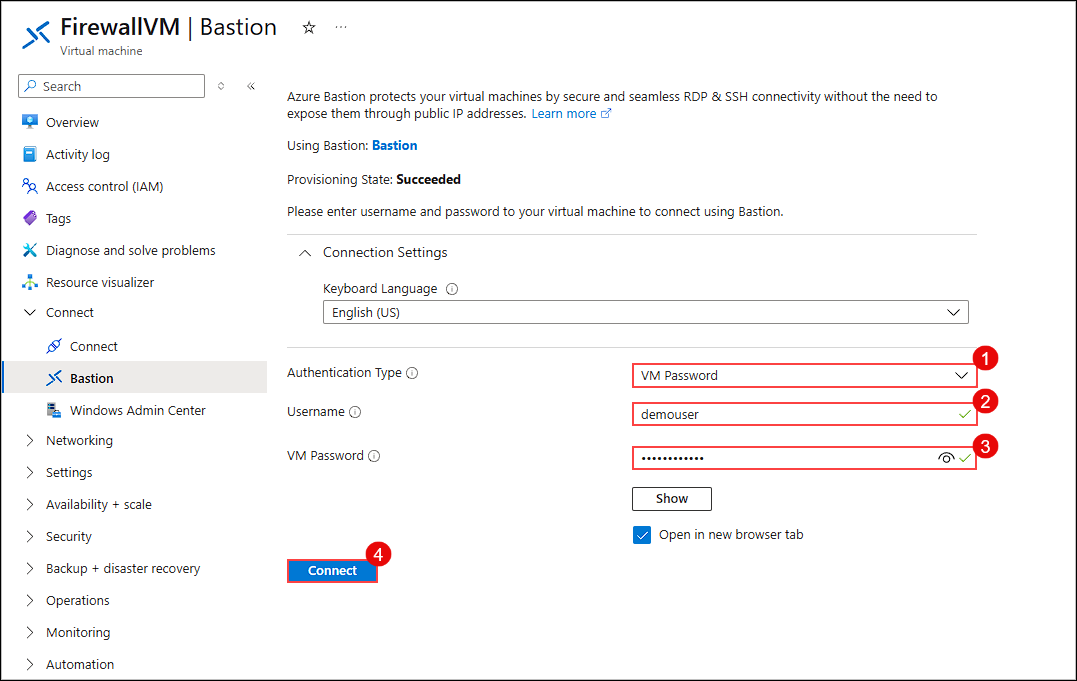 FirewallVM | Bastion
Virtual machine
Search
Overview
Activity log
Access control (IAM)
Tags
Diagnose and solve problems
Resource visualizer
Connect
Connect
Bastion
Windows Admin Center
Networking
Settings
Availability + scale
Security
Backup + disaster recovery
Operations
Monitoring
Automation
Azure Bastion protects your virtual machines by secure and seamless RDP & SSH connectivity without the need to
expose them through public IP addresses. Learn more
Using Bastion: Bastion
Provisioning State: Succeeded
Please enter username and password to your virtual machine to connect using Bastion.
Connection Settings
Keyboard Language
English (US)
Authentication Type
VM Password
1
Username
demouser
2
VM Password
••••••••••••
3
Show
Open in new browser tab
Connect
4